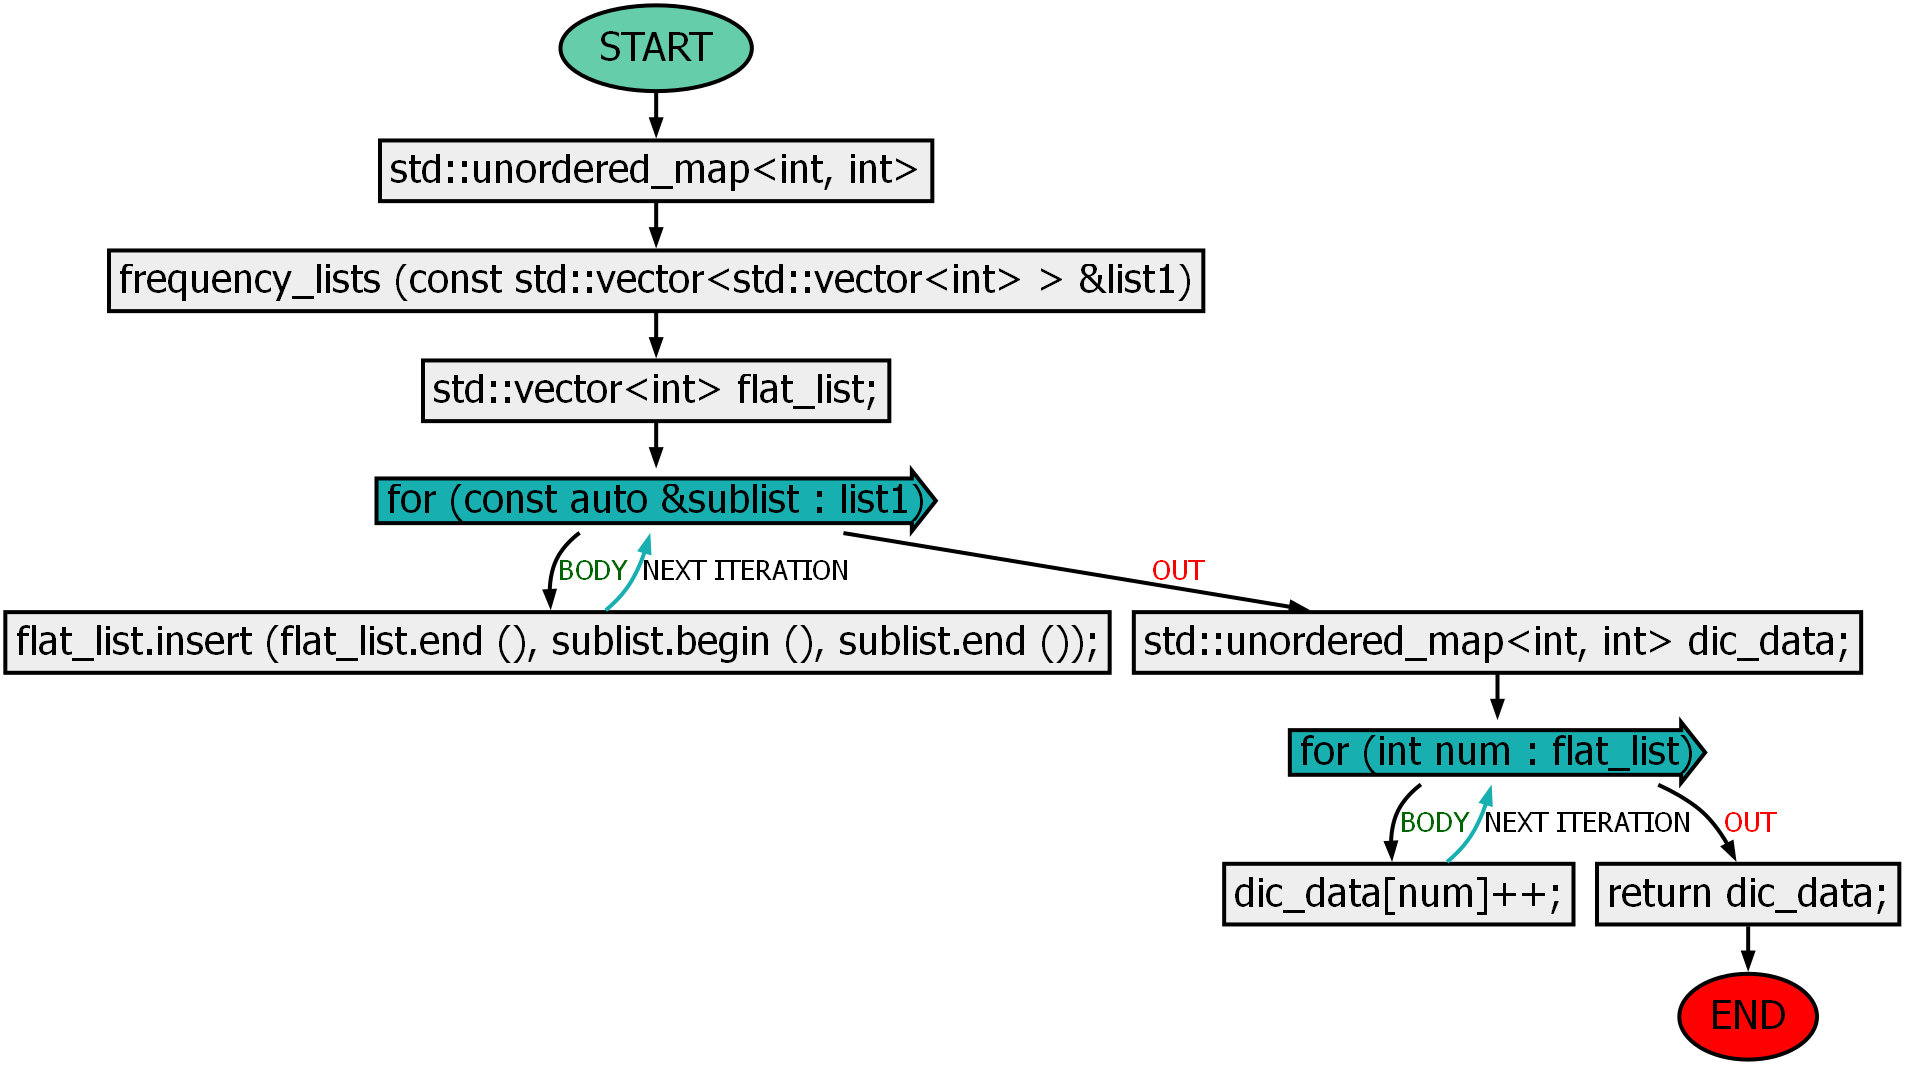 START
std::unordered_map<int, int>
frequency_lists (const std::vector<std::vector<int> > &list1)
std::vector<int> flat_list;
for (const auto &sublist : list1)
BODY
NEXT ITERATION
OUT
flat_list.insert (flat_list.end (), sublist.begin (), sublist.end ());
std::unordered_map<int, int> dic_data;
for (int num : flat_list)
BODY
NEXT ITERATION
OUT
dic_data[num]++;
return dic_data;
END